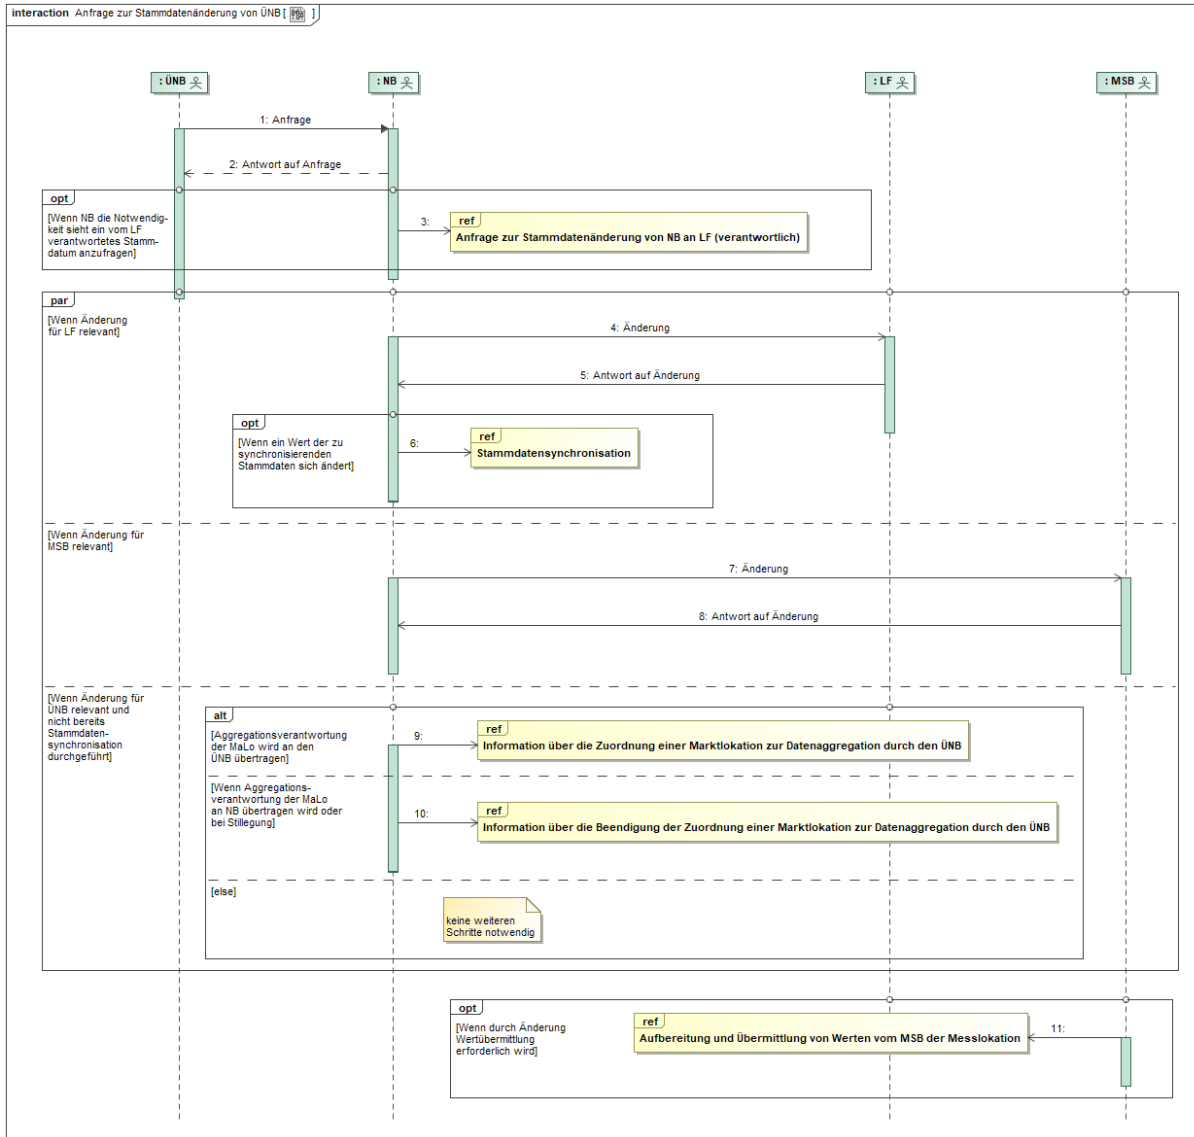 interaction Anfrage zur Stammdatenänderung von ÜNB [ ]
: ÜNB
: NB
: LF
: MSB
1: Anfrage
2: Antwort auf Anfrage
opt
[Wenn NB die Notwendig-
keit sieht ein vom LF
verantwortetes Stamm-
datum anzufragen]
3:
ref
Anfrage zur Stammdatenänderung von NB an LF (verantwortlich)
par
[Wenn Änderung
für LF relevant]
4: Änderung
5: Antwort auf Änderung
opt
[Wenn ein Wert der zu
synchronisierenden
Stammdaten sich ändert]
6:
ref
Stammdatensynchronisation
[Wenn Änderung für
MSB relevant]
7: Änderung
8: Antwort auf Änderung
[Wenn Änderung für
ÜNB relevant und
nicht bereits
Stammdaten-
synchronisation
durchgeführt]
alt
[Aggregationsverantwortung
der MaLo wird an den
ÜNB übertragen]
9:
ref
Information über die Zuordnung einer Marktlokation zur Datenaggregation durch den ÜNB
[Wenn Aggregations-
verantwortung der MaLo
an NB übertragen wird oder
bei Stillegung]
10:
ref
Information über die Beendigung der Zuordnung einer Marktlokation zur Datenaggregation durch den ÜNB
[else]
keine weiteren
Schritte notwendig
opt
[Wenn durch Änderung
Wertübermittlung
erforderlich wird]
ref
Aufbereitung und Übermittlung von Werten vom MSB der Messlokation
11: